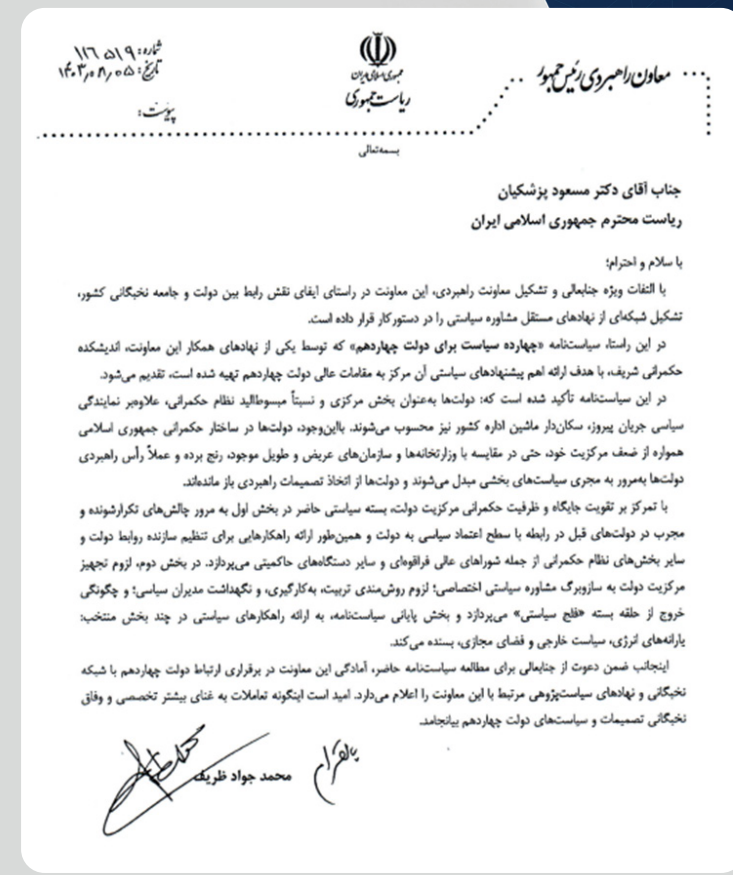 معاون راهبردی رئیس جمهور
جمهوری اسلامی ایران
ریاست جمهوری
شماره: ۱۱۶۵۱۹
تاریخ: ۱۴۰۳٫۰۸٫۰۵
پیوست:
بسمه‌تعالی
جناب آقای دکتر مسعود پزشکیان
ریاست محترم جمهوری اسلامی ایران
با سلام و احترام؛
با التفات ویژه جنابعالی و تشکیل معاونت راهبردی، این معاونت در راستای ایفای نقش رابط بین دولت و جامعه نخبگانی کشور،
تشکیل شبکه‌ای از نهادهای مستقل مشاوره سیاستی را در دستورکار قرار داده است.
در این راستا، سیاست‌نامه «چهارده سیاست برای دولت چهاردهم» که توسط یکی از نهادهای همکار این معاونت، اندیشکده
حکمرانی شریف، با هدف ارائه اهم پیشنهادهای سیاستی آن مرکز به مقامات عالی دولت چهاردهم تهیه شده است، تقدیم می‌شود.
در این سیاست‌نامه تأکید شده است که: دولت‌ها به‌عنوان بخش مرکزی و نسبتاً مبسوط‌الید نظام حکمرانی، علاوه‌بر نمایندگی
سیاسی جریان پیروز، سکان‌دار ماشین اداره کشور نیز محسوب می‌شوند. بااین‌وجود، دولت‌ها در ساختار حکمرانی جمهوری اسلامی
همواره از ضعف مرکزیت خود، حتی در مقایسه با وزارتخانه‌ها و سازمان‌های عریض و طویل موجود، رنج برده و عملاً رأس راهبردی
دولت‌ها به‌مرور به مجری سیاست‌های بخشی مبدل می‌شوند و دولت‌ها از اتخاذ تصمیمات راهبردی باز مانده‌اند.
با تمرکز بر تقویت جایگاه و ظرفیت حکمرانی مرکزیت دولت، بسته سیاستی حاضر در بخش اول به مرور چالش‌های تکرارشونده و
مجرب در دولت‌های قبل در رابطه با سطح اعتماد سیاسی به دولت و همین‌طور ارائه راهکارهایی برای تنظیم سازنده روابط دولت و
سایر بخش‌های نظام حکمرانی از جمله شوراهای عالی فراقوه‌ای و سایر دستگاه‌های حاکمیتی می‌پردازد. در بخش دوم، لزوم تجهیز
مرکزیت دولت به سازوبرگ مشاوره سیاستی اختصاصی؛ لزوم روش‌مندی تربیت، به‌کارگیری، و نگهداشت مدیران سیاسی؛ و چگونگی
خروج از حلقه بسته «فلج سیاستی» می‌پردازد و بخش پایانی سیاست‌نامه، به ارائه راهکارهای سیاستی در چند بخش منتخب:
یارانه‌های انرژی، سیاست خارجی و فضای مجازی، بسنده می‌کند.
اینجانب ضمن دعوت از جنابعالی برای مطالعه سیاست‌نامه حاضر، آمادگی این معاونت در برقراری ارتباط دولت چهاردهم با شبکه
نخبگانی و نهادهای سیاست‌پژوهی مرتبط با این معاونت را اعلام می‌دارد. امید است اینگونه تعاملات به غنای بیشتر تخصصی و وفاق
نخبگانی تصمیمات و سیاست‌های دولت چهاردهم بیانجامد.
با احترام
محمد جواد ظریف